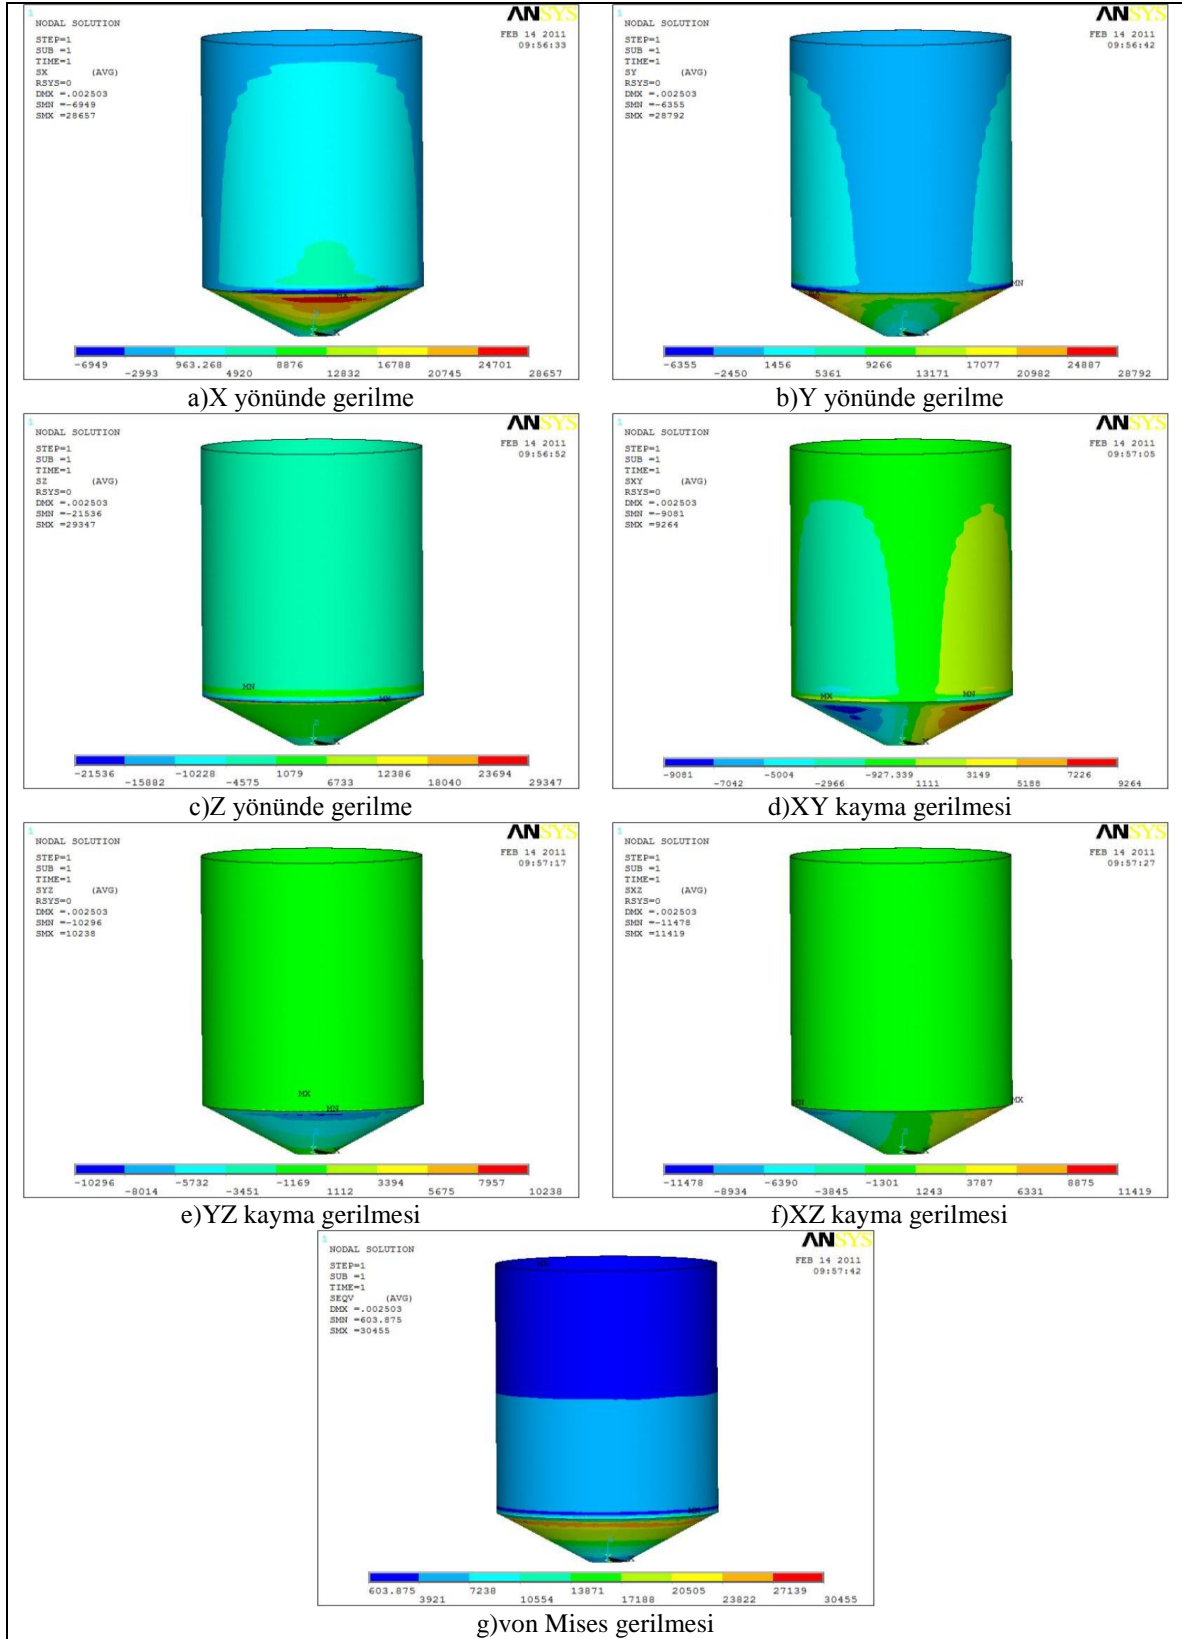 1
NODAL SOLUTION
STEP=1
SUB =1
TIME=1
SX (AVG)
RSYS=0
DMX =.002503
SMN =-6949
SMX =28657
ANSYS
FEB 14 2011
09:56:33
MN
MX
Z
X
-6949 963.268 8876 16788 24701
-2993 4920 12832 20745 28657
a)X yönünde gerilme
1
NODAL SOLUTION
STEP=1
SUB =1
TIME=1
SY (AVG)
RSYS=0
DMX =.002503
SMN =-6355
SMX =28792
ANSYS
FEB 14 2011
09:56:42
MN
MX
Z
X
-6355 1456 9266 17077 24887
-2450 5361 13171 20982 28792
b)Y yönünde gerilme
1
NODAL SOLUTION
STEP=1
SUB =1
TIME=1
SZ (AVG)
RSYS=0
DMX =.002503
SMN =-21536
SMX =29347
ANSYS
FEB 14 2011
09:56:52
MN
Z
X
-21536 -10228 1079 12386 23694
-15882 -4575 6733 18040 29347
c)Z yönünde gerilme
1
NODAL SOLUTION
STEP=1
SUB =1
TIME=1
SXY (AVG)
RSYS=0
DMX =.002503
SMN =-9081
SMX =9264
ANSYS
FEB 14 2011
09:57:05
MX MN
Z
X
-9081 -5004 -927.339 3149 7226
-7042 -2966 1111 5188 9264
d)XY kayma gerilmesi
1
NODAL SOLUTION
STEP=1
SUB =1
TIME=1
SYZ (AVG)
RSYS=0
DMX =.002503
SMN =-10296
SMX =10238
ANSYS
FEB 14 2011
09:57:17
MX
MN
Z
X
-10296 -5732 -1169 3394 7957
-8014 -3451 1112 5675 10238
e)YZ kayma gerilmesi
1
NODAL SOLUTION
STEP=1
SUB =1
TIME=1
SXZ (AVG)
RSYS=0
DMX =.002503
SMN =-11478
SMX =11419
ANSYS
FEB 14 2011
09:57:27
MN MX
Z
X
-11478 -6390 -1301 3787 8875
-8934 -3845 1243 6331 11419
f)XZ kayma gerilmesi
1
NODAL SOLUTION
STEP=1
SUB =1
TIME=1
SEQV (AVG)
DMX =.002503
SMN =603.875
SMX =30455
ANSYS
FEB 14 2011
09:57:42
Z
X
603.875 7238 13871 20505 27139
3921 10554 17188 23822 30455
g)von Mises gerilmesi